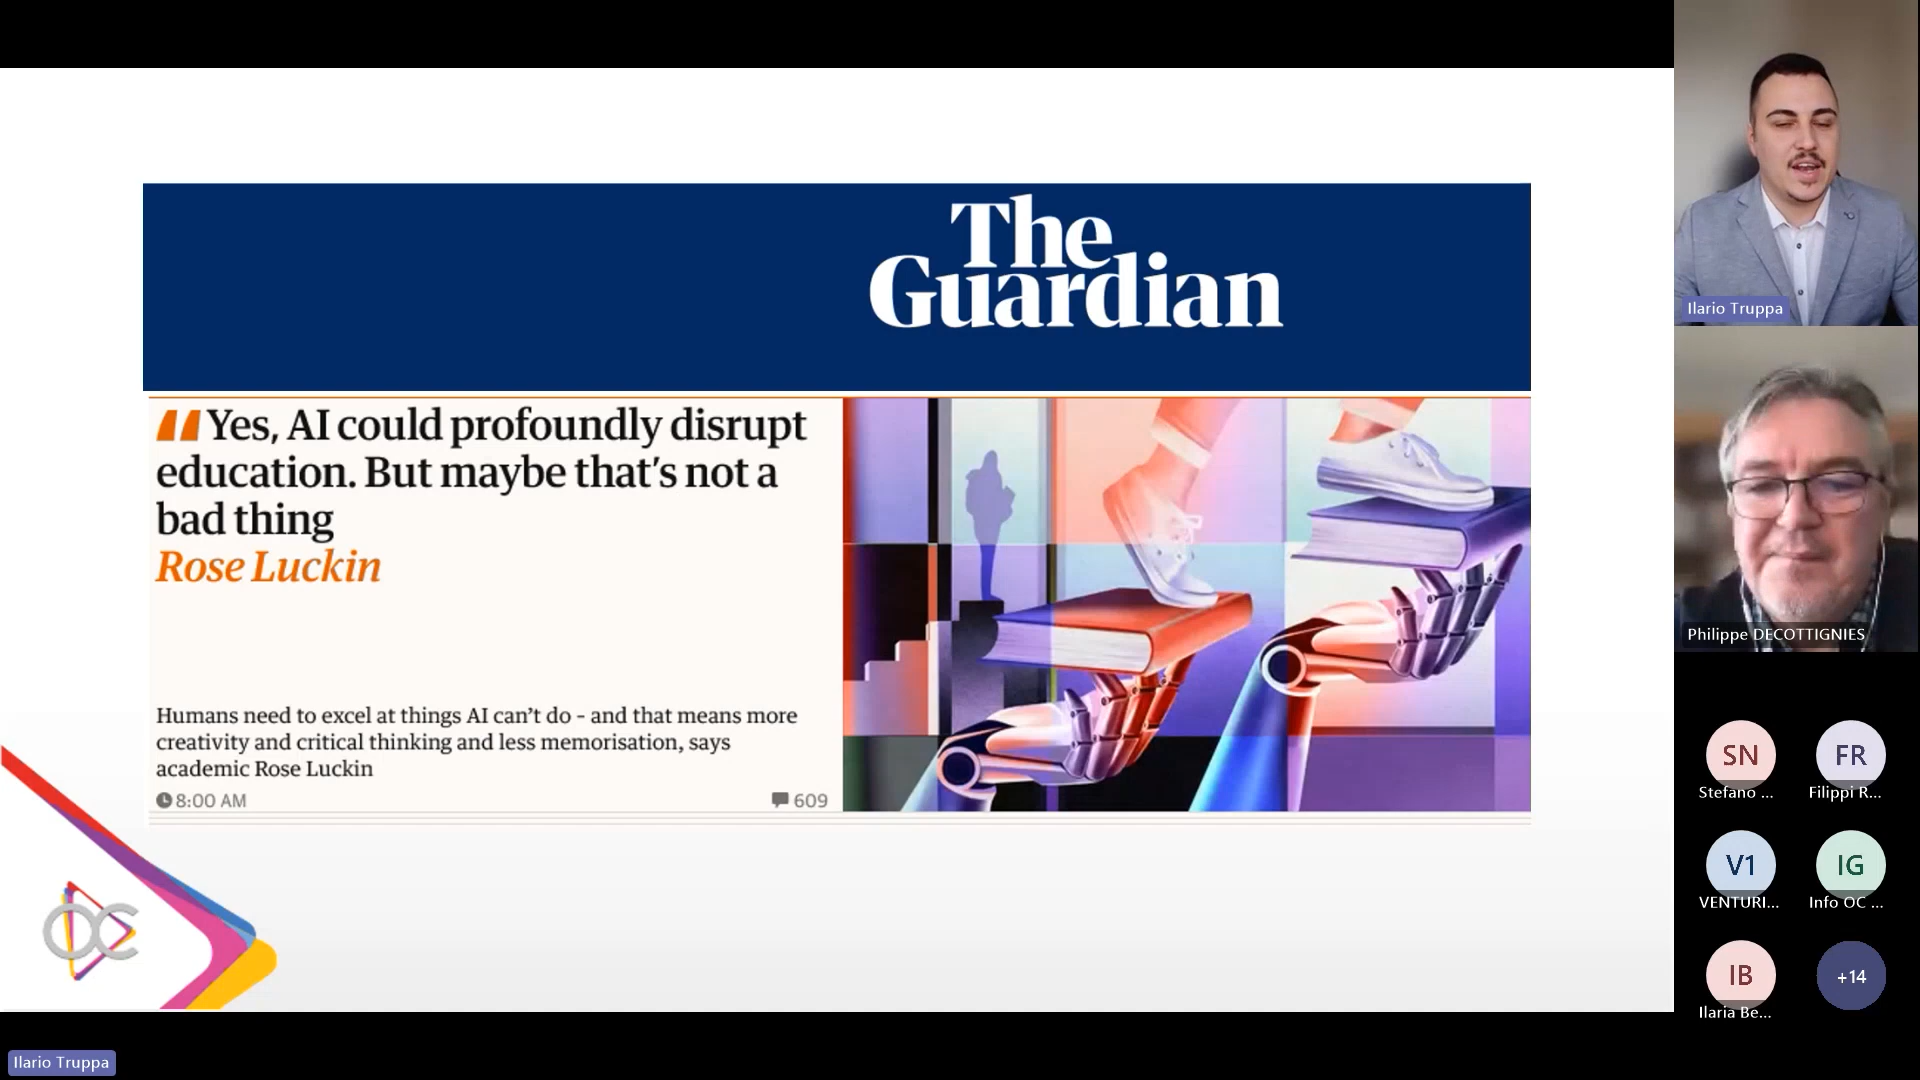 The
Guardian
Yes, AI could profoundly disrupt
education. But maybe that's not a
bad thing
Rose Luckin
Humans need to excel at things AI can't do – and that means more
creativity and critical thinking and less memorisation, says
academic Rose Luckin
8:00 AM
609
OC
Ilario Truppa
Ilario Truppa
Philippe DECOTTIGNIES
SN
FR
Stefano ...
Filippi R...
V1
IG
VENTURI...
Info OC ...
IB
+14
Ilaria Be...